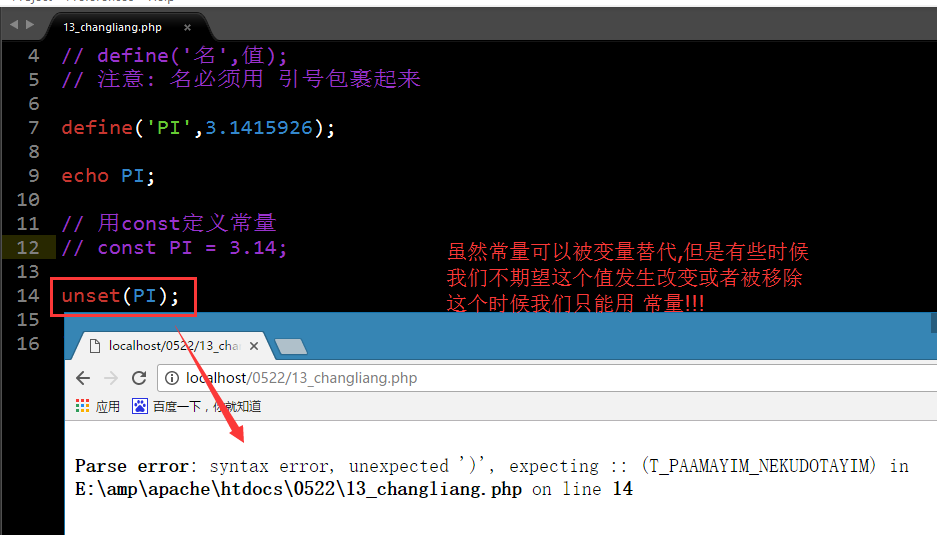 13_changliang.php ×
4 // define('名',值);
5 // 注意: 名必须用 引号包裹起来
6
7 define('PI',3.1415926);
8
9 echo PI;
10
11 // 用const定义常量
12 // const PI = 3.14;
13
14 unset(PI);
15
16
虽然常量可以被变量替代,但是有些时候
我们不期望这个值发生改变或者被移除
这个时候我们只能用 常量!!!
localhost/0522/13_chan ×
localhost/0522/13_changliang.php
应用 百度一下,你就知道
Parse error: syntax error, unexpected ')', expecting :: (T_PAAMAYIM_NEKUDOTAYIM) in
E:\amp\apache\htdocs\0522\13_changliang.php on line 14